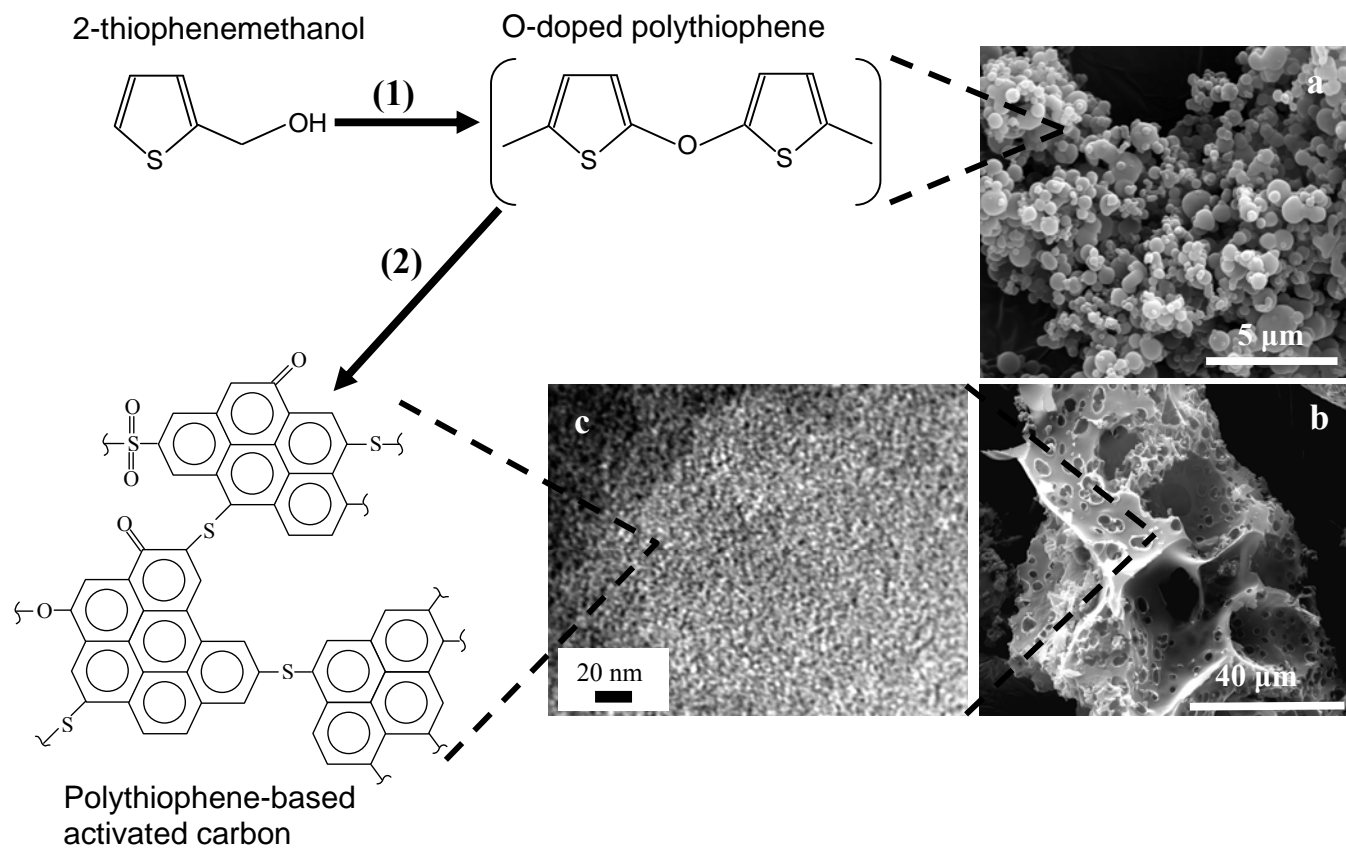 2-thiophenemethanol
O-doped polythiophene
(1)
OH
S
S
O
S
a
5 µm
(2)
O
O
S
O
S
c
b
O
S
O
S
20 nm
40 µm
S
Polythiophene-based
activated carbon